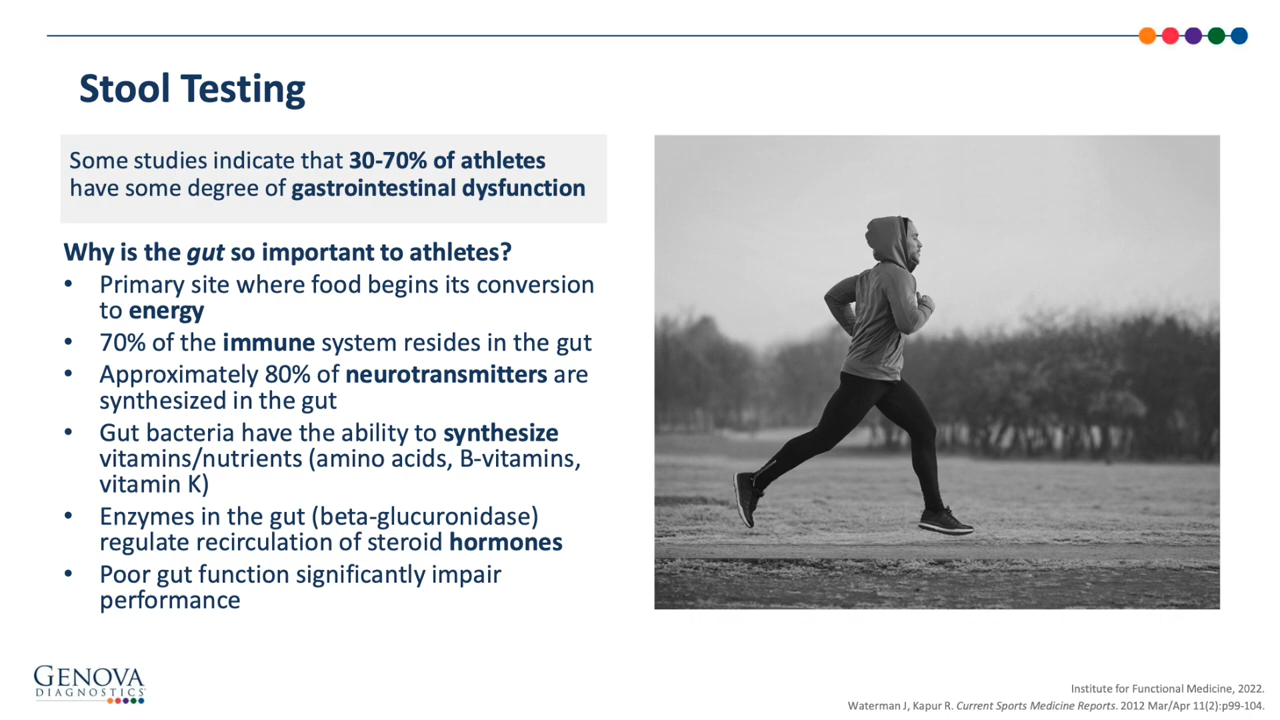 Stool Testing
Some studies indicate that 30-70% of athletes
have some degree of gastrointestinal dysfunction
Why is the gut so important to athletes?
• Primary site where food begins its conversion
to energy
• 70% of the immune system resides in the gut
• Approximately 80% of neurotransmitters are
synthesized in the gut
• Gut bacteria have the ability to synthesize
vitamins/nutrients (amino acids, B-vitamins,
vitamin K)
• Enzymes in the gut (beta-glucuronidase)
regulate recirculation of steroid hormones
• Poor gut function significantly impair
performance
GENOVA
DIAGNOSTICS
Institute for Functional Medicine, 2022.
Waterman J, Kapur R. Current Sports Medicine Reports. 2012 Mar/Apr 11(2):p99-104.